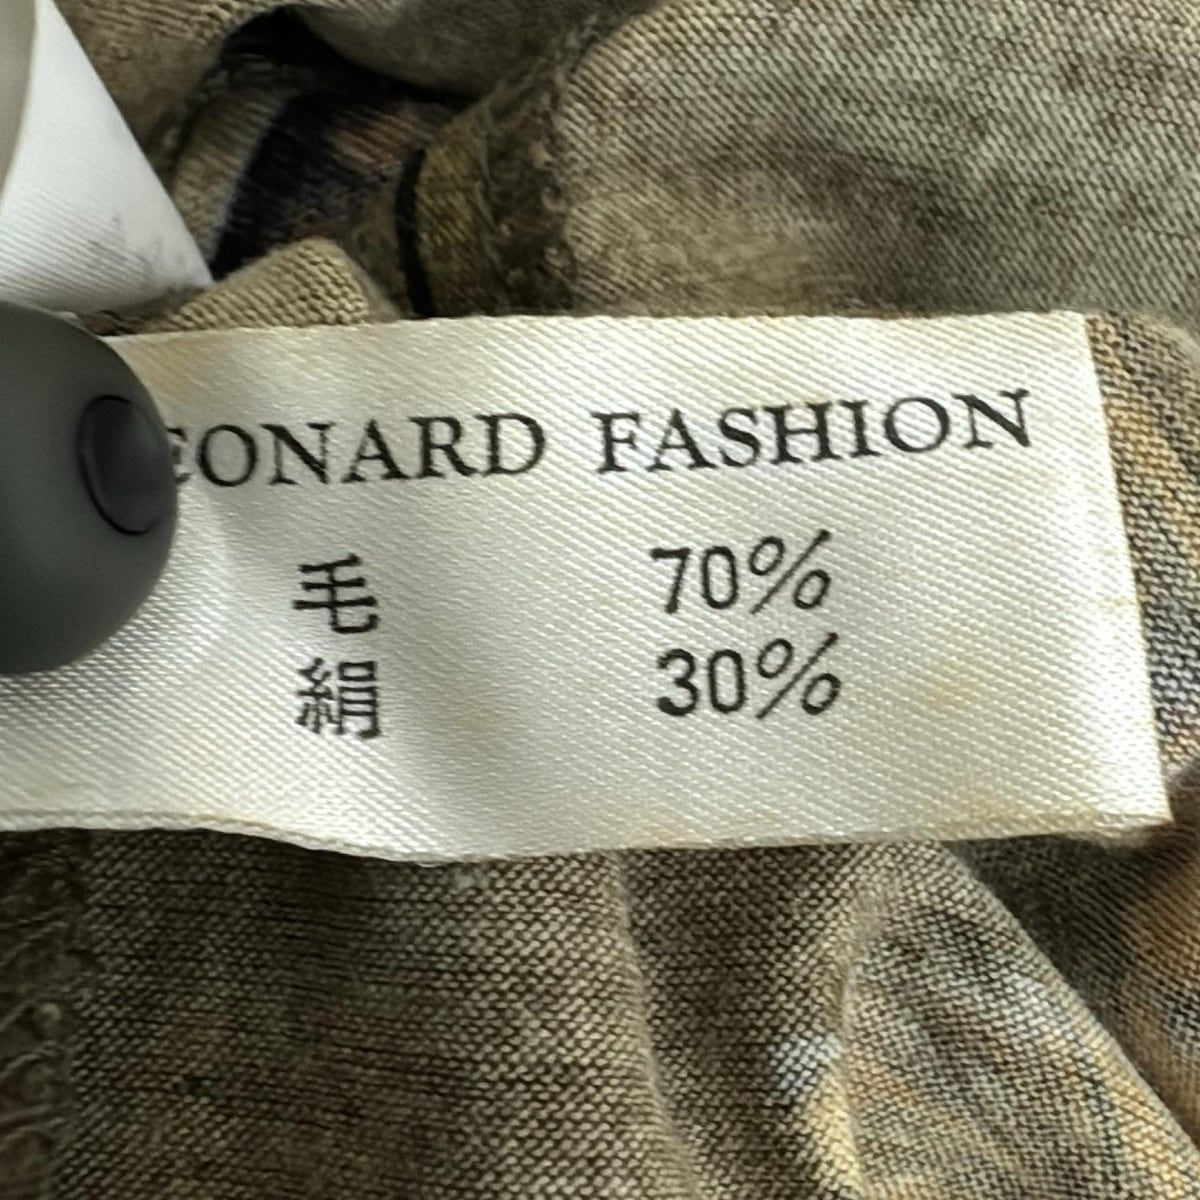 EONARD FASHION
毛 70%
絹 30%